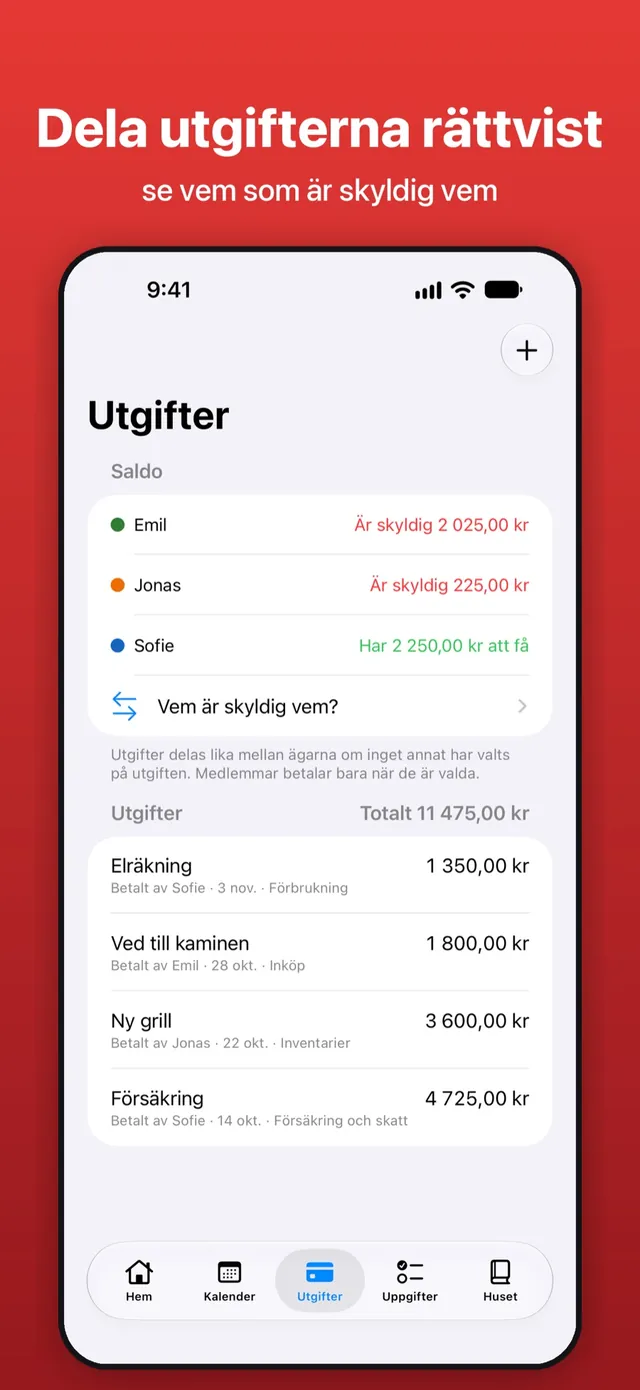 Dela utgifterna rättvist
se vem som är skyldig vem
9:41
Utgifter
Saldo
Emil Är skyldig 2 025,00 kr
Jonas Är skyldig 225,00 kr
Sofie Har 2 250,00 kr att få
Vem är skyldig vem?
Utgifter delas lika mellan ägarna om inget annat har valts
på utgiften. Medlemmar betalar bara när de är valda.
Utgifter Totalt 11 475,00 kr
Elräkning 1 350,00 kr
Betalt av Sofie · 3 nov. · Förbrukning
Ved till kaminen 1 800,00 kr
Betalt av Emil · 28 okt. · Inköp
Ny grill 3 600,00 kr
Betalt av Jonas · 22 okt. · Inventarier
Försäkring 4 725,00 kr
Betalt av Sofie · 14 okt. · Försäkring och skatt
Hem Kalender Utgifter Uppgifter Huset